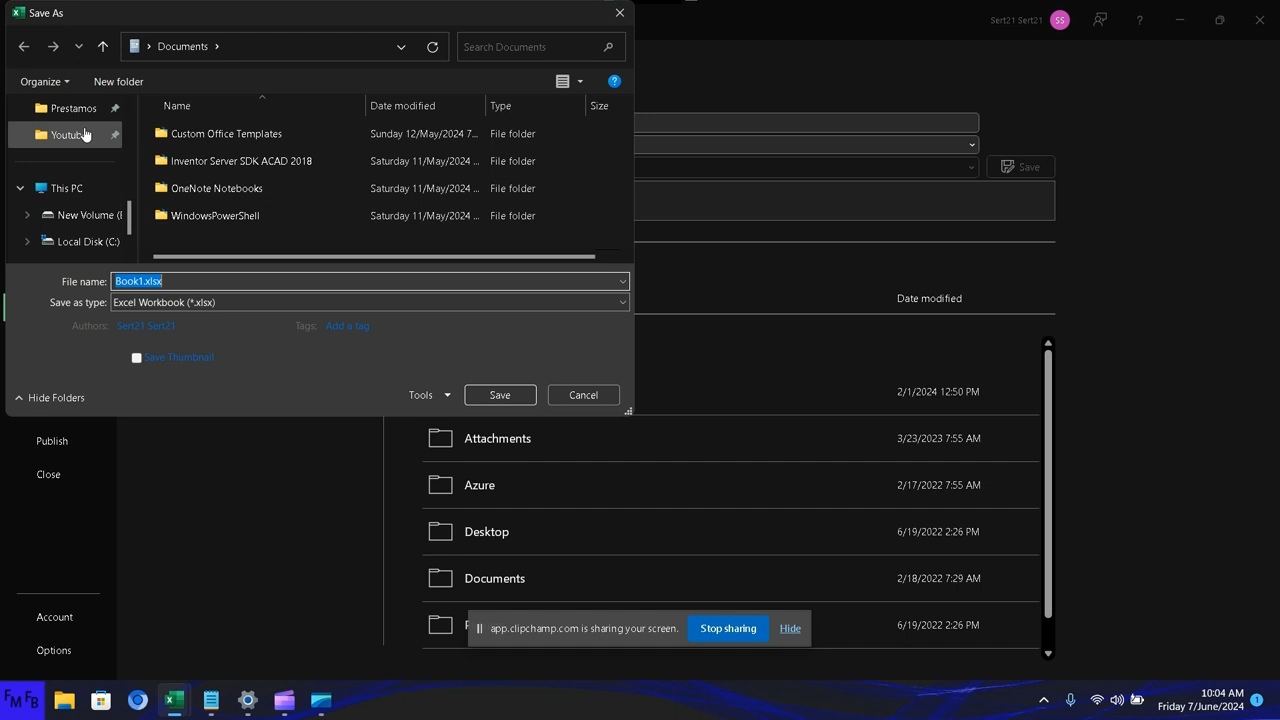 Save As
Sert21 Sert21 SS
Documents
Search Documents
Organize
New folder
Name
Date modified
Type
Size
Prestamos
Custom Office Templates Sunday 12/May/2024 7... File folder
Inventor Server SDK ACAD 2018 Saturday 11/May/2024 ... File folder
Save
This PC
OneNote Notebooks Saturday 11/May/2024 ... File folder
New Volume (
WindowsPowerShell Saturday 11/May/2024 ... File folder
Local Disk (C:)
File name: Book1.xlsx
Save as type: Excel Workbook (*.xlsx)
Date modified
Authors: Sert21 Sert21 Tags: Add a tag
Save Thumbnail
Hide Folders
Tools
Save
Cancel
2/1/2024 12:50 PM
Publish
Attachments 3/23/2023 7:55 AM
Close
Azure 2/17/2022 7:55 AM
Desktop 6/19/2022 2:26 PM
Documents 2/18/2022 7:29 AM
Account
6/19/2022 2:26 PM
app.clipchamp.com is sharing your screen. Stop sharing Hide
Options
FM FB
10:04 AM
Friday 7/June/2024
1